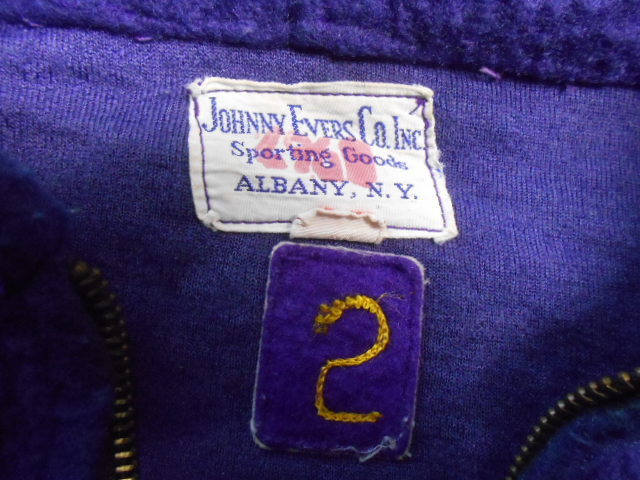 JOHNNY EVERS CO. INC.
Sporting Goods
ALBANY, N.Y.
2